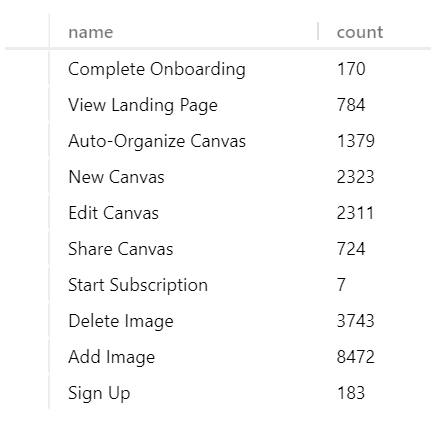 name count
Complete Onboarding 170
View Landing Page 784
Auto-Organize Canvas 1379
New Canvas 2323
Edit Canvas 2311
Share Canvas 724
Start Subscription 7
Delete Image 3743
Add Image 8472
Sign Up 183